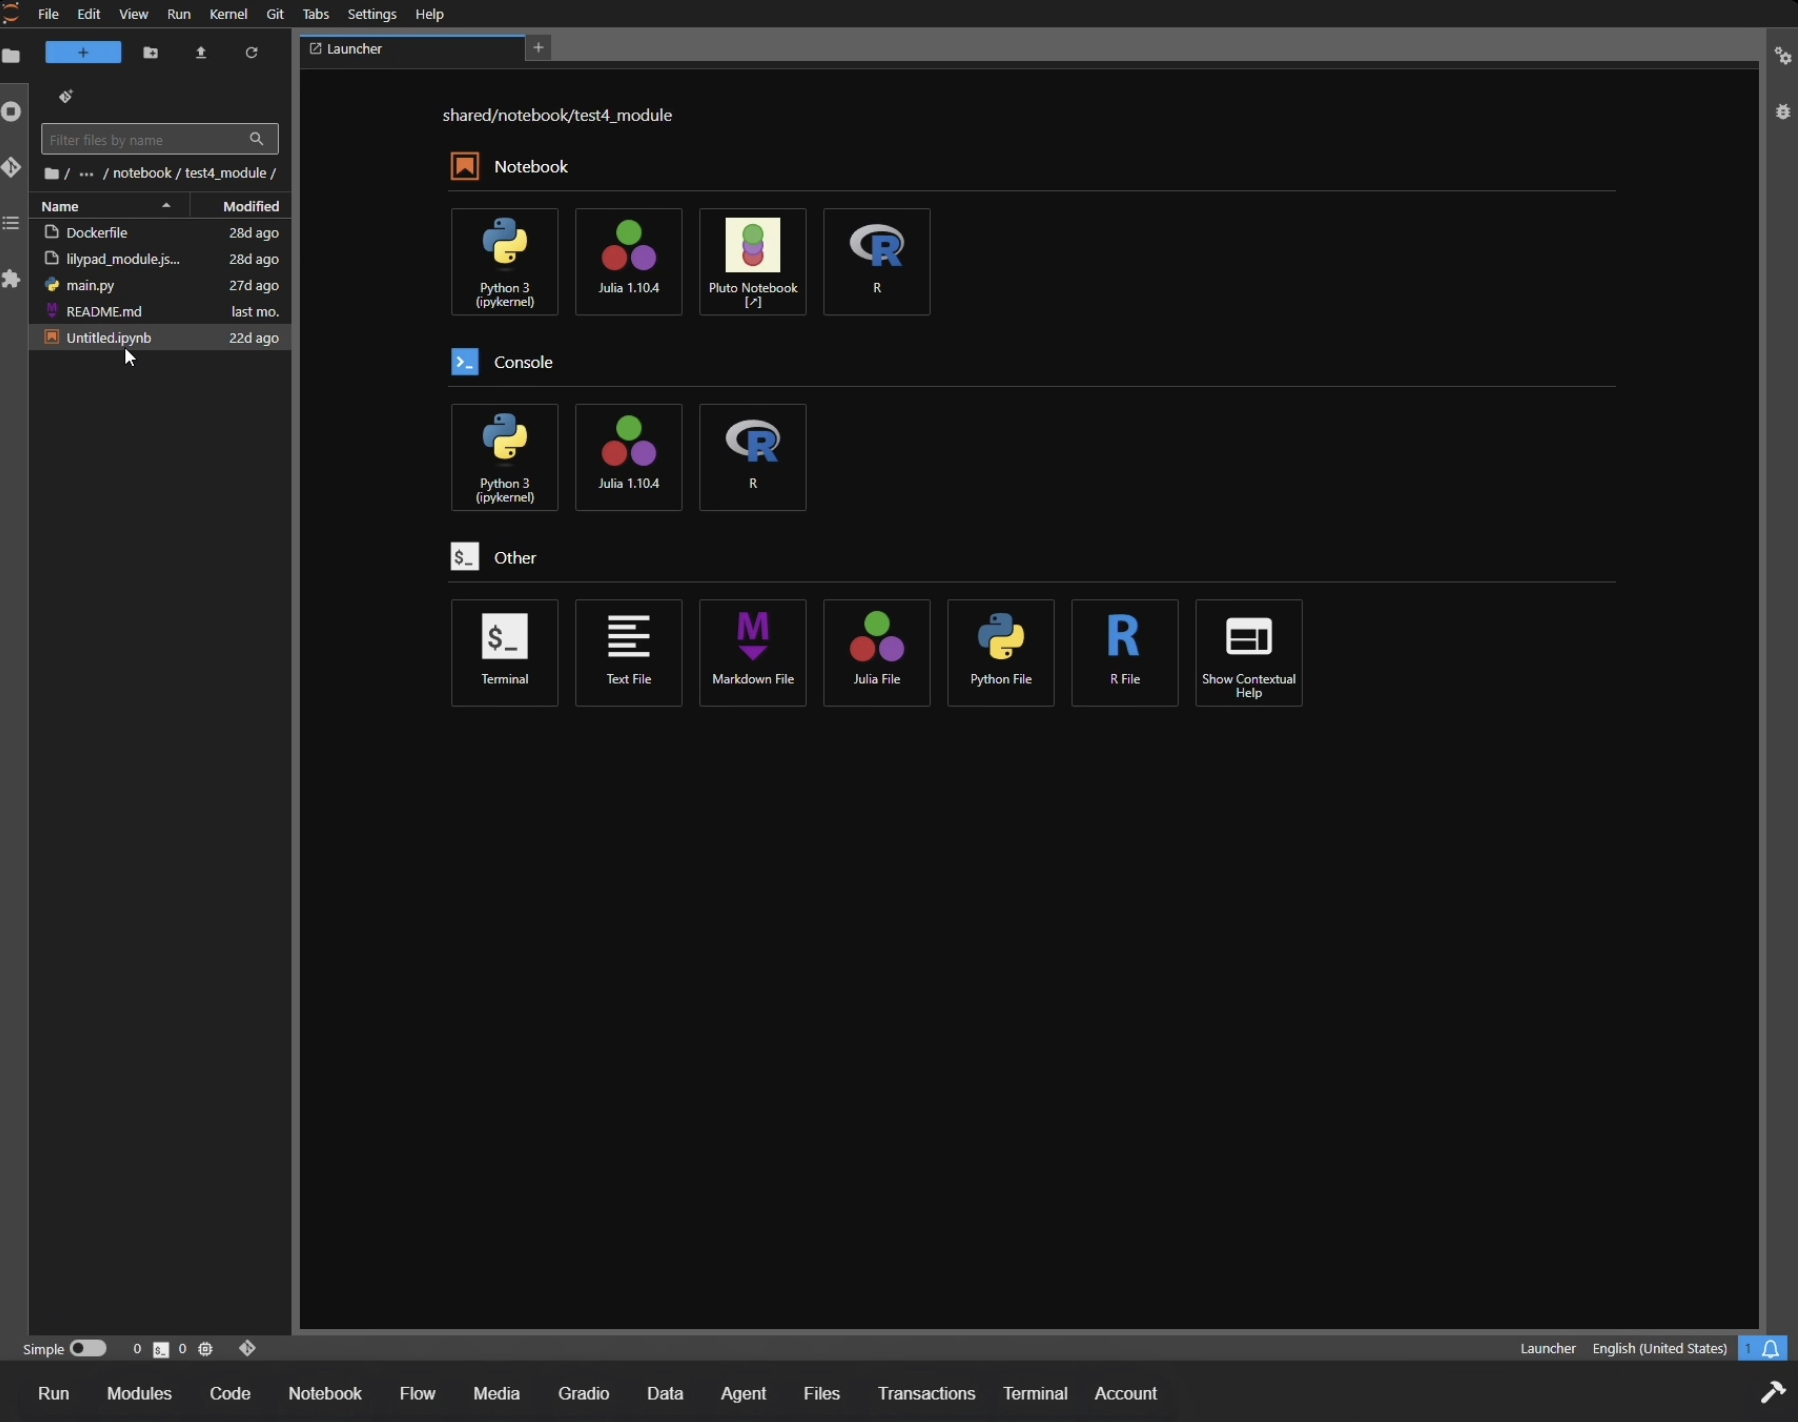 File Edit View Run Kernel Git Tabs Settings Help
+
Launcher
+
Filter files by name
/ ... / notebook / test4_module /
Name Modified
Dockerfile 28d ago
lilypad_module.js... 28d ago
main.py 27d ago
README.md last mo.
Untitled.ipynb 22d ago
shared/notebook/test4_module
Notebook
Python 3
(ipykernel)
Julia 1.10.4
Pluto Notebook
[↗]
R
>_ Console
Python 3
(ipykernel)
Julia 1.10.4
R
$_ Other
$_
Terminal
Text File
M
Markdown File
Julia File
Python File
R
R File
Show Contextual
Help
Simple 0 $_ 0
Launcher English (United States) 1
Run Modules Code Notebook Flow Media Gradio Data Agent Files Transactions Terminal Account